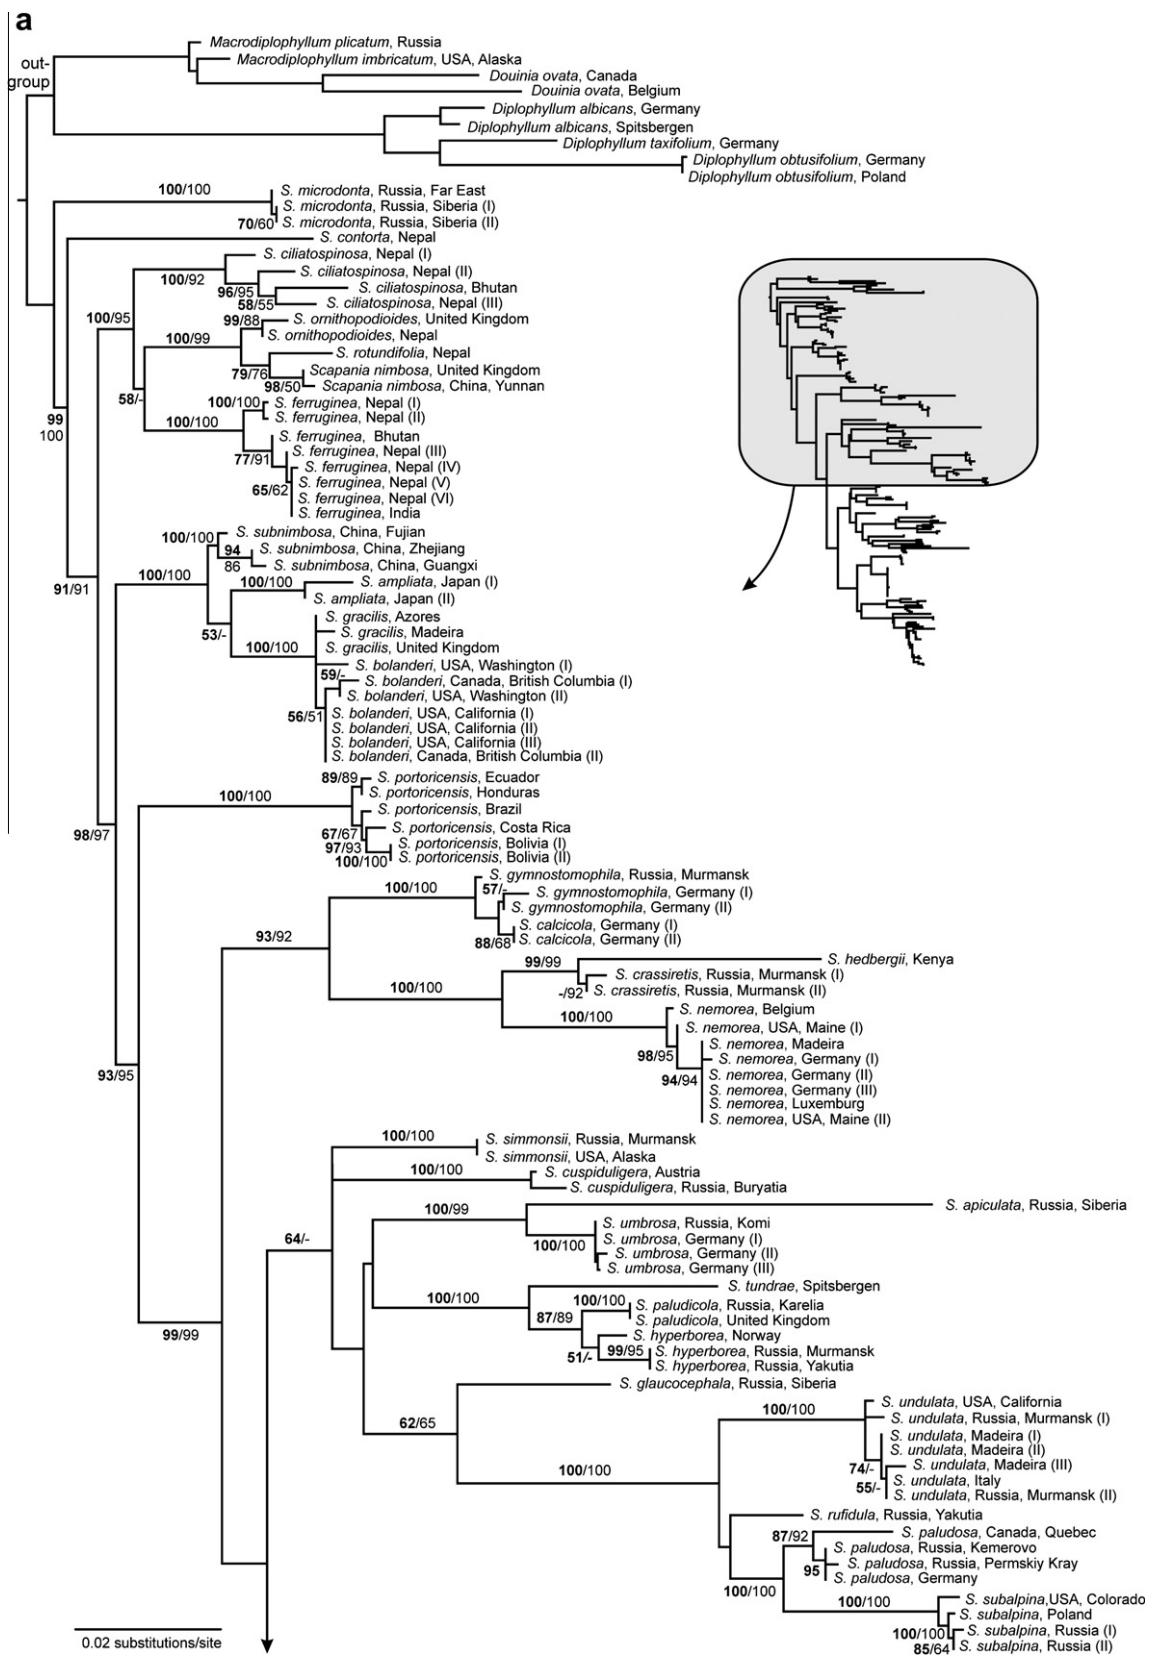 a
out-
group
Macrodiplophyllum plicatum, Russia
Macrodiplophyllum imbricatum, USA, Alaska
Douinia ovata, Canada
Douinia ovata, Belgium
Diplophyllum albicans, Germany
Diplophyllum albicans, Spitsbergen
Diplophyllum taxifolium, Germany
Diplophyllum obtusifolium, Germany
Diplophyllum obtusifolium, Poland
100/100
S. microdonta, Russia, Far East
S. microdonta, Russia, Siberia (I)
70/60
S. microdonta, Russia, Siberia (II)
S. contorta, Nepal
S. ciliatospinosa, Nepal (I)
100/92
S. ciliatospinosa, Nepal (II)
96/95
S. ciliatospinosa, Bhutan
58/55
S. ciliatospinosa, Nepal (III)
100/95
99/88
S. ornithopodioides, United Kingdom
S. ornithopodioides, Nepal
100/99
S. rotundifolia, Nepal
79/76
Scapania nimbosa, United Kingdom
98/50
Scapania nimbosa, China, Yunnan
58/-
100/100
S. ferruginea, Nepal (I)
S. ferruginea, Nepal (II)
99
100
100/100
S. ferruginea, Bhutan
S. ferruginea, Nepal (III)
77/91
S. ferruginea, Nepal (IV)
S. ferruginea, Nepal (V)
65/62
S. ferruginea, Nepal (VI)
S. ferruginea, India
100/100
S. subnimbosa, China, Fujian
94
86
S. subnimbosa, China, Zhejiang
S. subnimbosa, China, Guangxi
91/91
100/100
100/100
S. ampliata, Japan (I)
S. ampliata, Japan (II)
53/-
S. gracilis, Azores
S. gracilis, Madeira
100/100
S. gracilis, United Kingdom
S. bolanderi, USA, Washington (I)
59/-
S. bolanderi, Canada, British Columbia (I)
S. bolanderi, USA, Washington (II)
56/51
S. bolanderi, USA, California (I)
S. bolanderi, USA, California (II)
S. bolanderi, USA, California (III)
S. bolanderi, Canada, British Columbia (II)
98/97
89/89
S. portoricensis, Ecuador
S. portoricensis, Honduras
100/100
S. portoricensis, Brazil
67/67
S. portoricensis, Costa Rica
97/93
S. portoricensis, Bolivia (I)
100/100
S. portoricensis, Bolivia (II)
S. gymnostomophila, Russia, Murmansk
100/100
57/-
S. gymnostomophila, Germany (I)
S. gymnostomophila, Germany (II)
S. calcicola, Germany (I)
88/68
S. calcicola, Germany (II)
93/92
99/99
S. hedbergii, Kenya
S. crassiretis, Russia, Murmansk (I)
-/92
S. crassiretis, Russia, Murmansk (II)
100/100
100/100
S. nemorea, Belgium
S. nemorea, USA, Maine (I)
98/95
S. nemorea, Madeira
S. nemorea, Germany (I)
94/94
S. nemorea, Germany (II)
S. nemorea, Germany (III)
S. nemorea, Luxemburg
S. nemorea, USA, Maine (II)
93/95
100/100
S. simmonsii, Russia, Murmansk
S. simmonsii, USA, Alaska
100/100
S. cuspiduligera, Austria
S. cuspiduligera, Russia, Buryatia
64/-
100/99
S. apiculata, Russia, Siberia
S. umbrosa, Russia, Komi
100/100
S. umbrosa, Germany (I)
S. umbrosa, Germany (II)
S. umbrosa, Germany (III)
S. tundrae, Spitsbergen
100/100
100/100
S. paludicola, Russia, Karelia
87/89
S. paludicola, United Kingdom
S. hyperborea, Norway
51/-
99/95
S. hyperborea, Russia, Murmansk
S. hyperborea, Russia, Yakutia
99/99
S. glaucocephala, Russia, Siberia
62/65
100/100
S. undulata, USA, California
S. undulata, Russia, Murmansk (I)
S. undulata, Madeira (I)
S. undulata, Madeira (II)
74/-
S. undulata, Madeira (III)
55/-
S. undulata, Italy
S. undulata, Russia, Murmansk (II)
100/100
S. rufidula, Russia, Yakutia
87/92
S. paludosa, Canada, Quebec
S. paludosa, Russia, Kemerovo
95
S. paludosa, Russia, Permskiy Kray
S. paludosa, Germany
100/100
100/100
S. subalpina,USA, Colorado
S. subalpina, Poland
100/100
S. subalpina, Russia (I)
85/64
S. subalpina, Russia (II)
0.02 substitutions/site